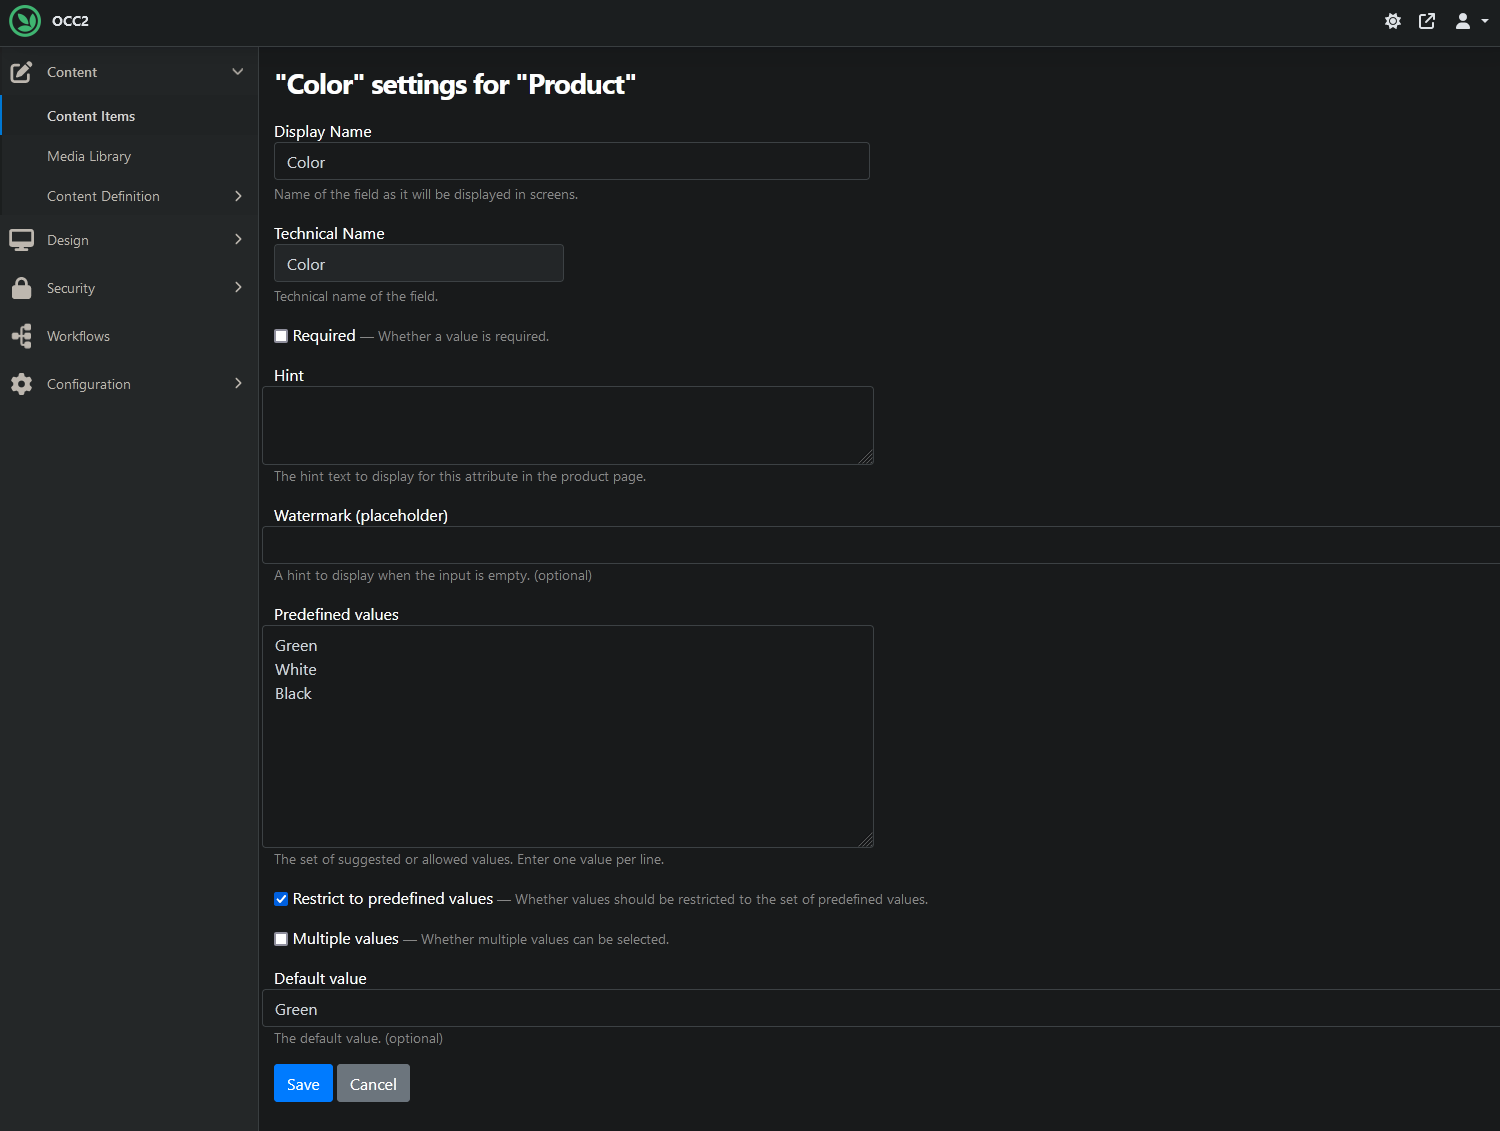 OCC2
Content
Content Items
Media Library
Content Definition
Design
Security
Workflows
Configuration
"Color" settings for "Product"
Display Name
Color
Name of the field as it will be displayed in screens.
Technical Name
Color
Technical name of the field.
Required — Whether a value is required.
Hint
The hint text to display for this attribute in the product page.
Watermark (placeholder)
A hint to display when the input is empty. (optional)
Predefined values
Green
White
Black
The set of suggested or allowed values. Enter one value per line.
Restrict to predefined values — Whether values should be restricted to the set of predefined values.
Multiple values — Whether multiple values can be selected.
Default value
Green
The default value. (optional)
Save Cancel